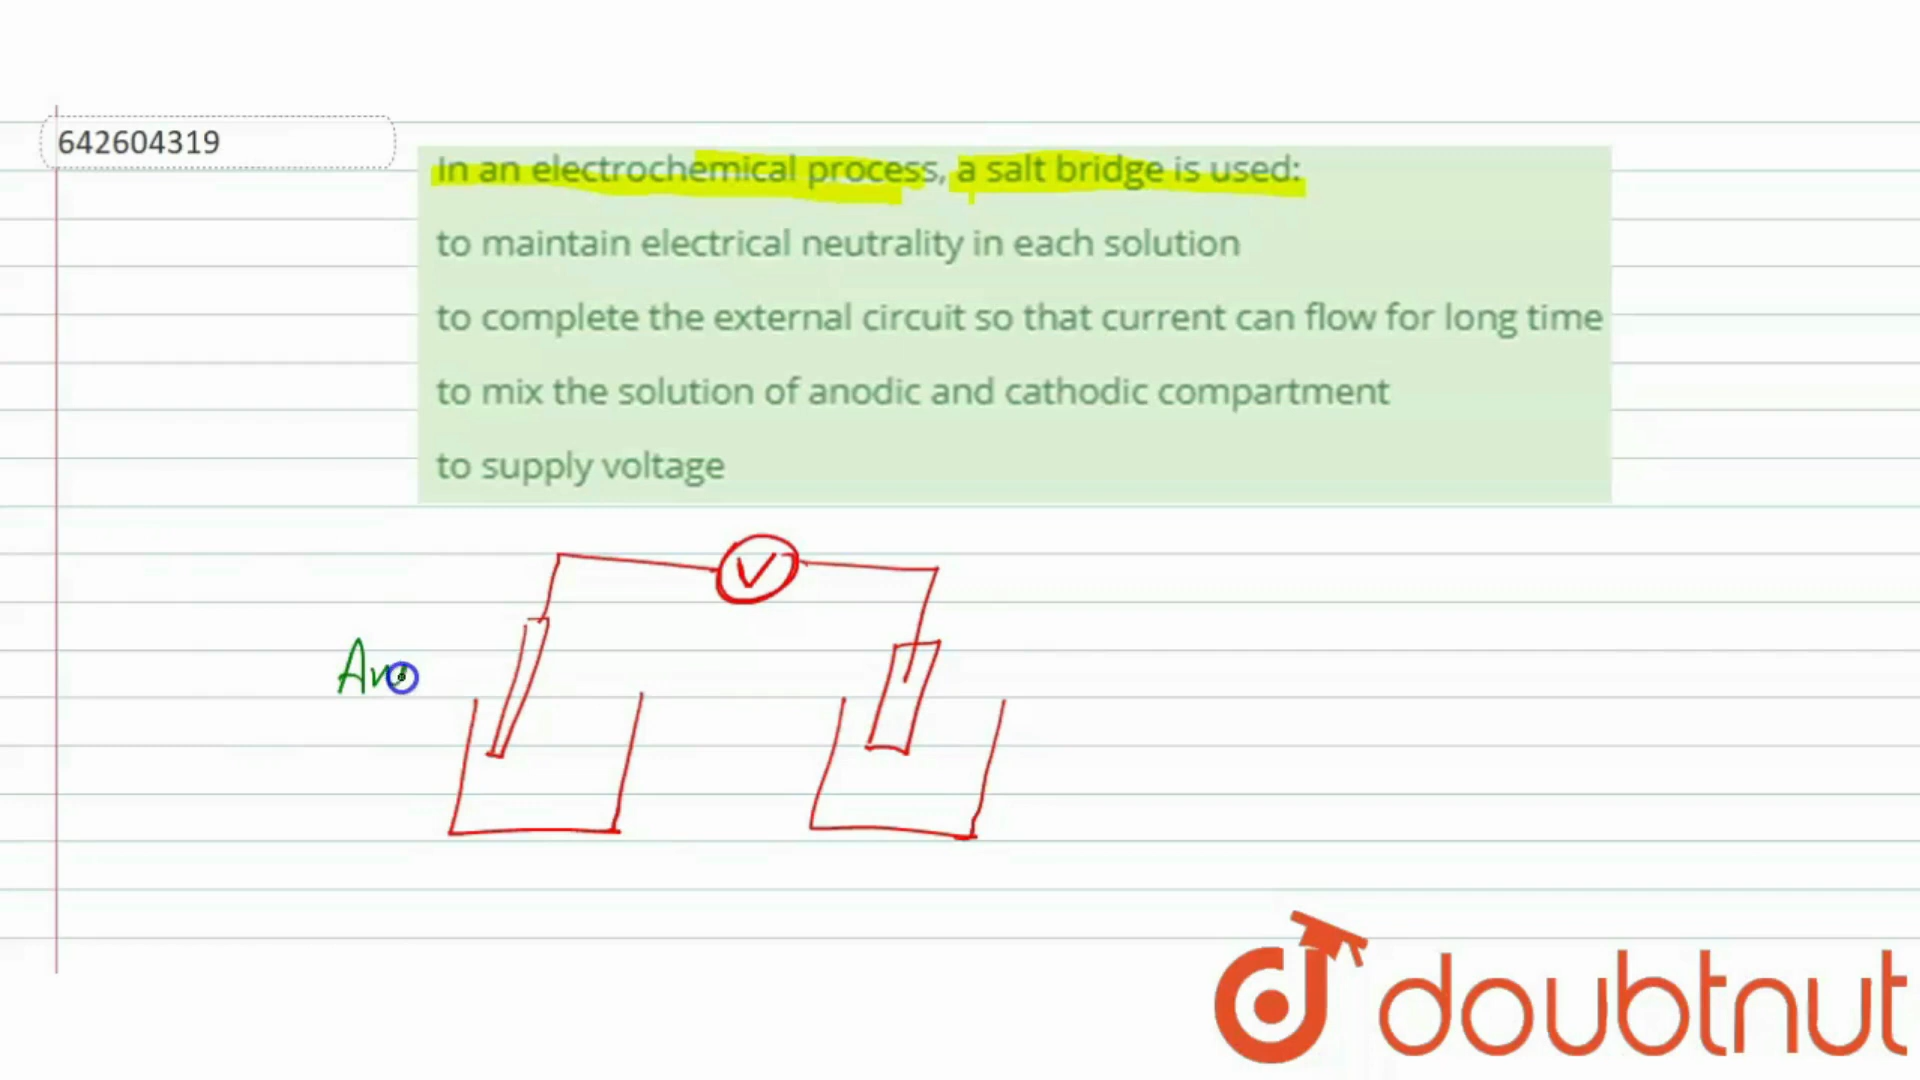 642604319
In an electrochemical process, a salt bridge is used:
to maintain electrical neutrality in each solution
to complete the external circuit so that current can flow for long time
to mix the solution of anodic and cathodic compartment
to supply voltage
V
Ano
doubtnut